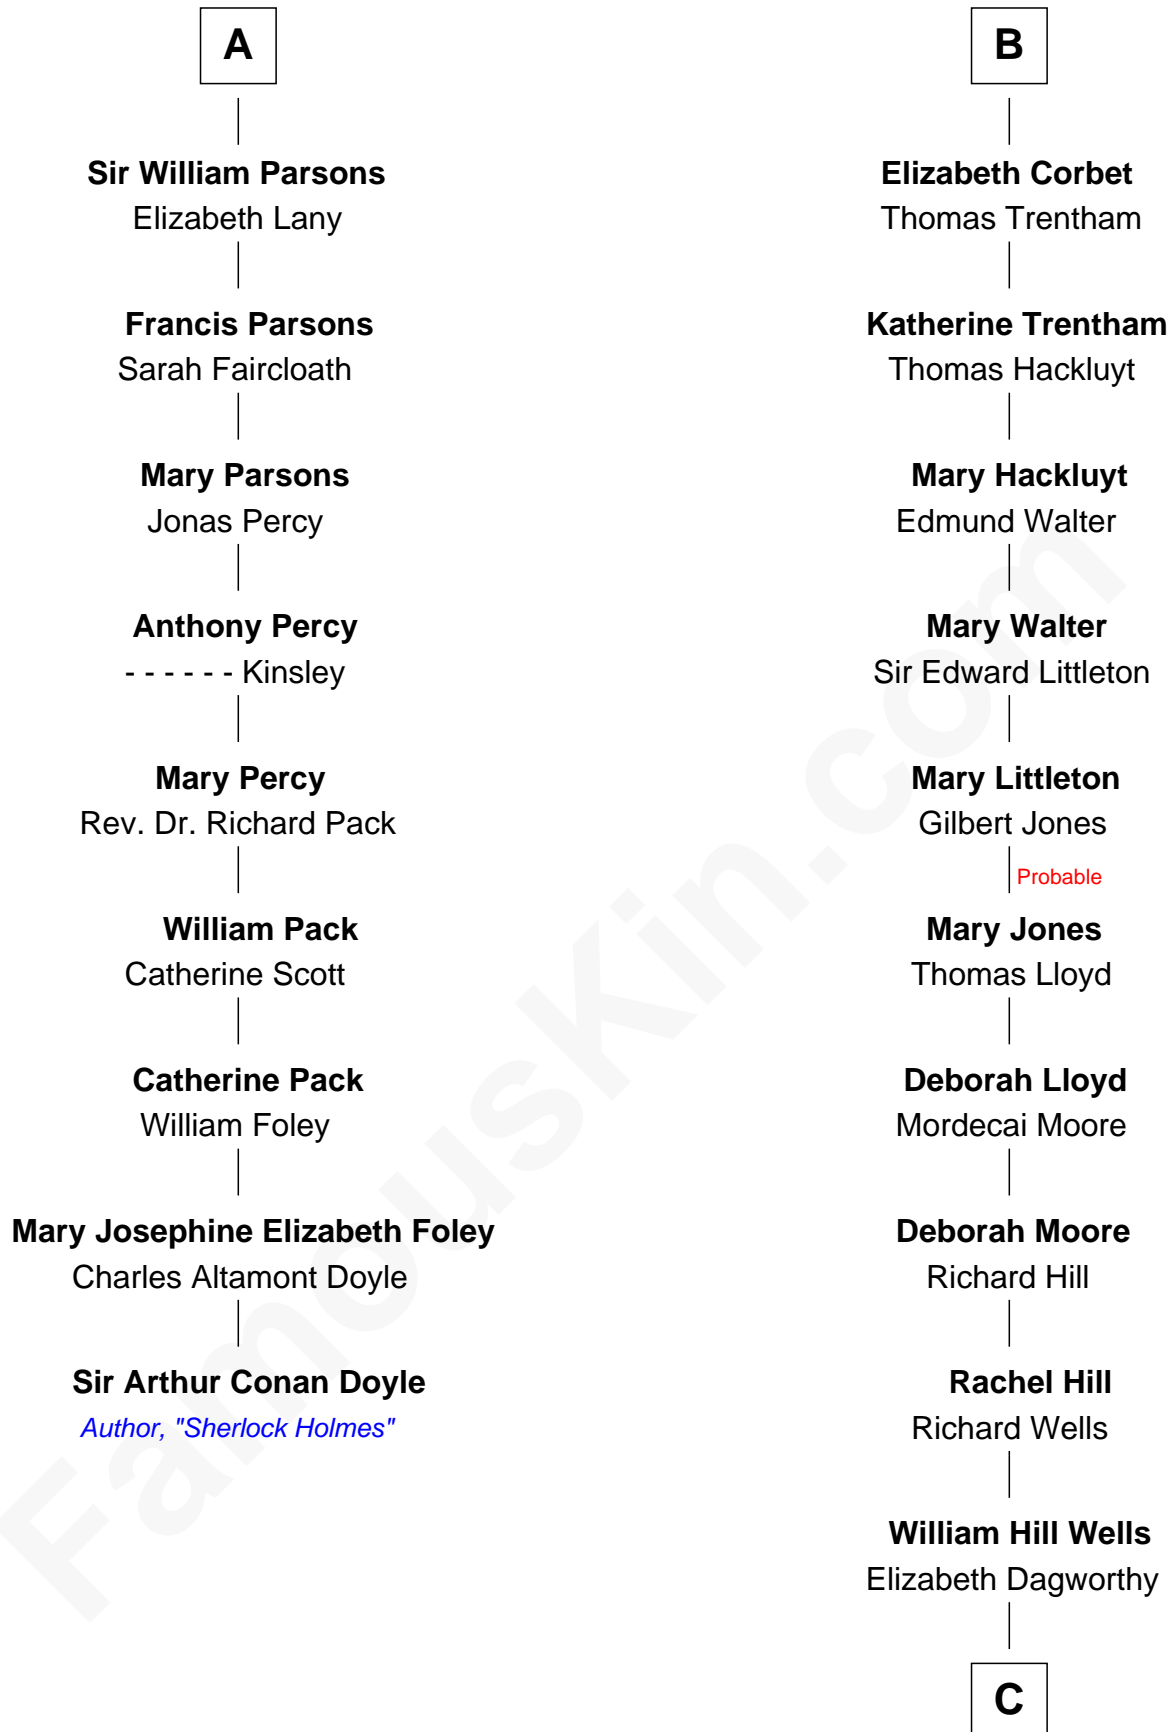 A
Sir William Parsons
Elizabeth Lany
Francis Parsons
Sarah Faircloath
Mary Parsons
Jonas Percy
Anthony Percy
- - - - - - Kinsley
Mary Percy
Rev. Dr. Richard Pack
William Pack
Catherine Scott
Catherine Pack
William Foley
Mary Josephine Elizabeth Foley
Charles Altamont Doyle
Sir Arthur Conan Doyle
Author, "Sherlock Holmes"
B
Elizabeth Corbet
Thomas Trentham
Katherine Trentham
Thomas Hackluyt
Mary Hackluyt
Edmund Walter
Mary Walter
Sir Edward Littleton
Mary Littleton
Gilbert Jones
Probable
Mary Jones
Thomas Lloyd
Deborah Lloyd
Mordecai Moore
Deborah Moore
Richard Hill
Rachel Hill
Richard Wells
William Hill Wells
Elizabeth Dagworthy
C
FamousKin.com